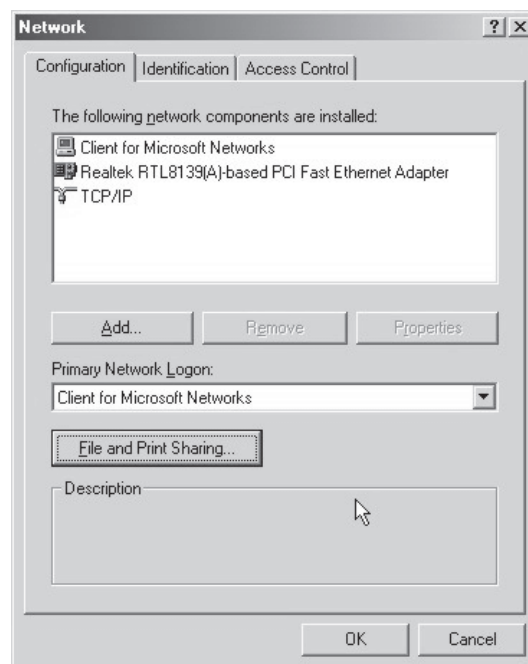 Network
Configuration Identification Access Control
The following network components are installed:
Client for Microsoft Networks
Realtek RTL8139(A)-based PCI Fast Ethernet Adapter
TCP/IP
Add... Remove Properties
Primary Network Logon:
Client for Microsoft Networks
File and Print Sharing...
Description
OK Cancel